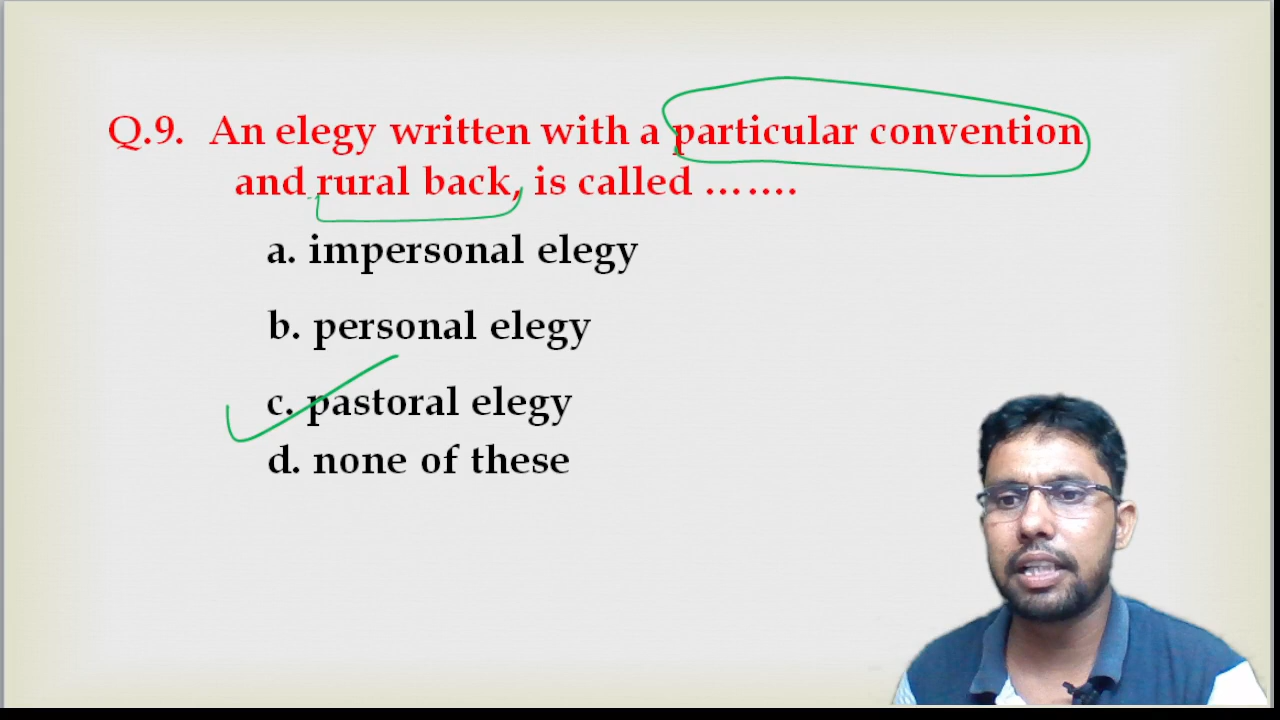 Q.9. An elegy written with a particular convention
and rural back, is called .......
a. impersonal elegy
b. personal elegy
c. pastoral elegy
d. none of these